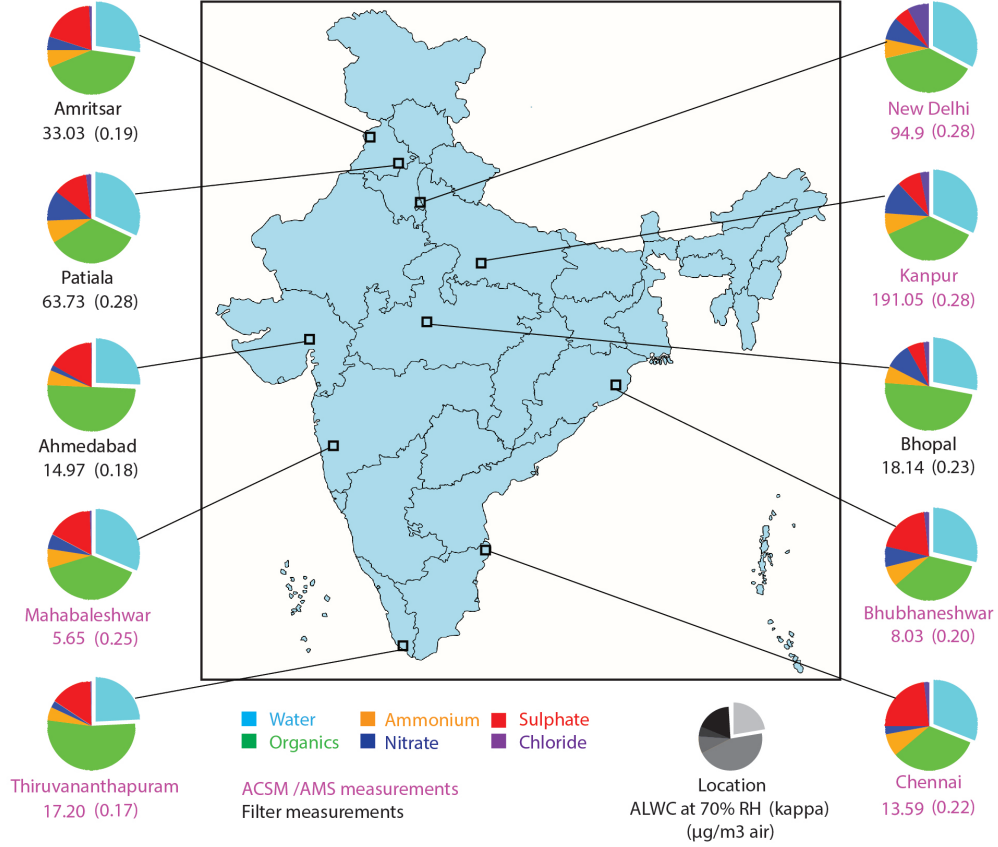 Amritsar
33.03 (0.19)
New Delhi
94.9 (0.28)
Patiala
63.73 (0.28)
Kanpur
191.05 (0.28)
Ahmedabad
14.97 (0.18)
Bhopal
18.14 (0.23)
Mahabaleshwar
5.65 (0.25)
Bhubhaneshwar
8.03 (0.20)
Thiruvananthapuram
17.20 (0.17)
Water
Ammonium
Sulphate
Organics
Nitrate
Chloride
ACSM /AMS measurements
Filter measurements
Location
ALWC at 70% RH (kappa)
(µg/m3 air)
Chennai
13.59 (0.22)